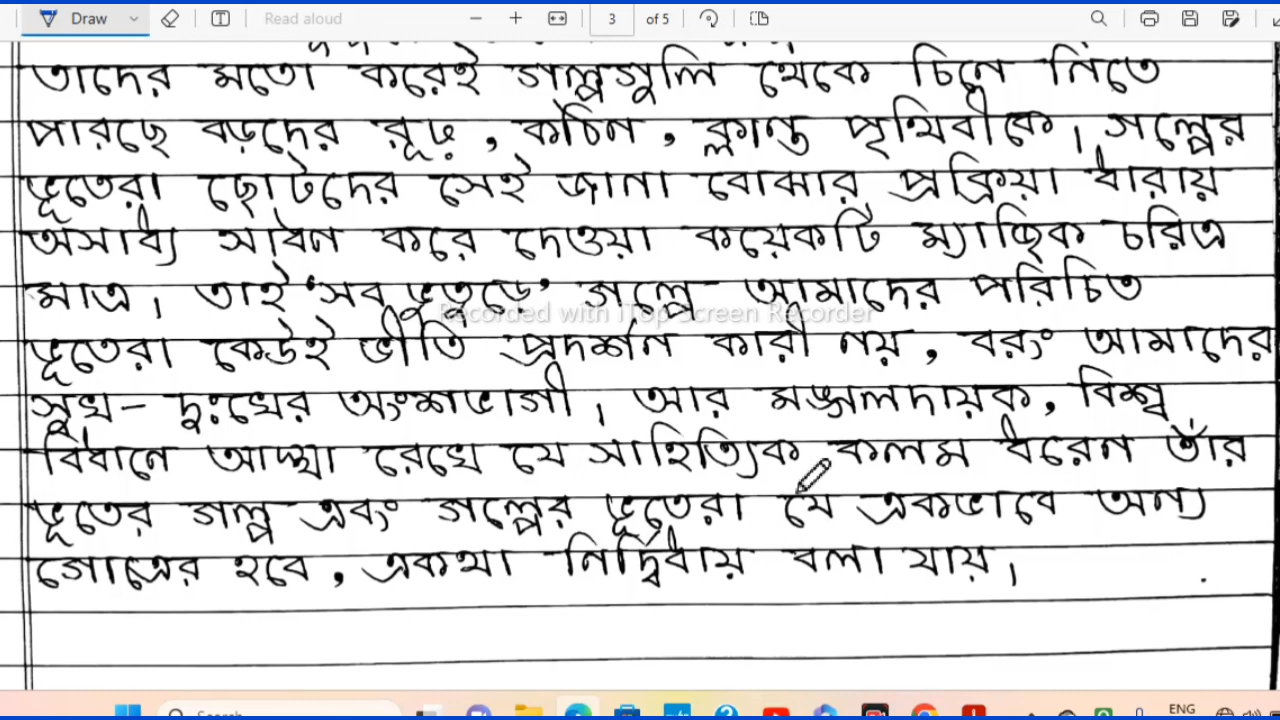 Draw
Read aloud
3 of 5
তাদের মতো করেই গল্পগুলি থেকে চিনে নিতে
পারছে বড়দের রূঢ়, কঠিন, ক্লান্ত পৃথিবীকে। গল্পের
ভূতেরা ছোটদের সেই জানা বোঝার প্রক্রিয়া ধারায়
অসাধ্য সাধন করে দেওয়া কয়েকটি ম্যাজিক চরিত্র
মাত্র। তাই 'সব ভুতুড়ে' গল্পে আমাদের পরিচিত
Recorded with iTop Screen Recorder
ভূতেরা কেউই ভীতি প্রদর্শন কারী নয়, বরং আমাদের
সুখ- দুঃখের অংশভাগী। আর মঙ্গলদায়ক, বিশ্ব
বিধানে আস্থা রেখে যে সাহিত্যিক কলম ধরেন তাঁর
ভূতের গল্প এবং গল্পের ভূতেরা যে একভাবে অন্য
গোত্রের হবে, একথা নির্দ্বিধায় বলা যায়।
Search
ENG